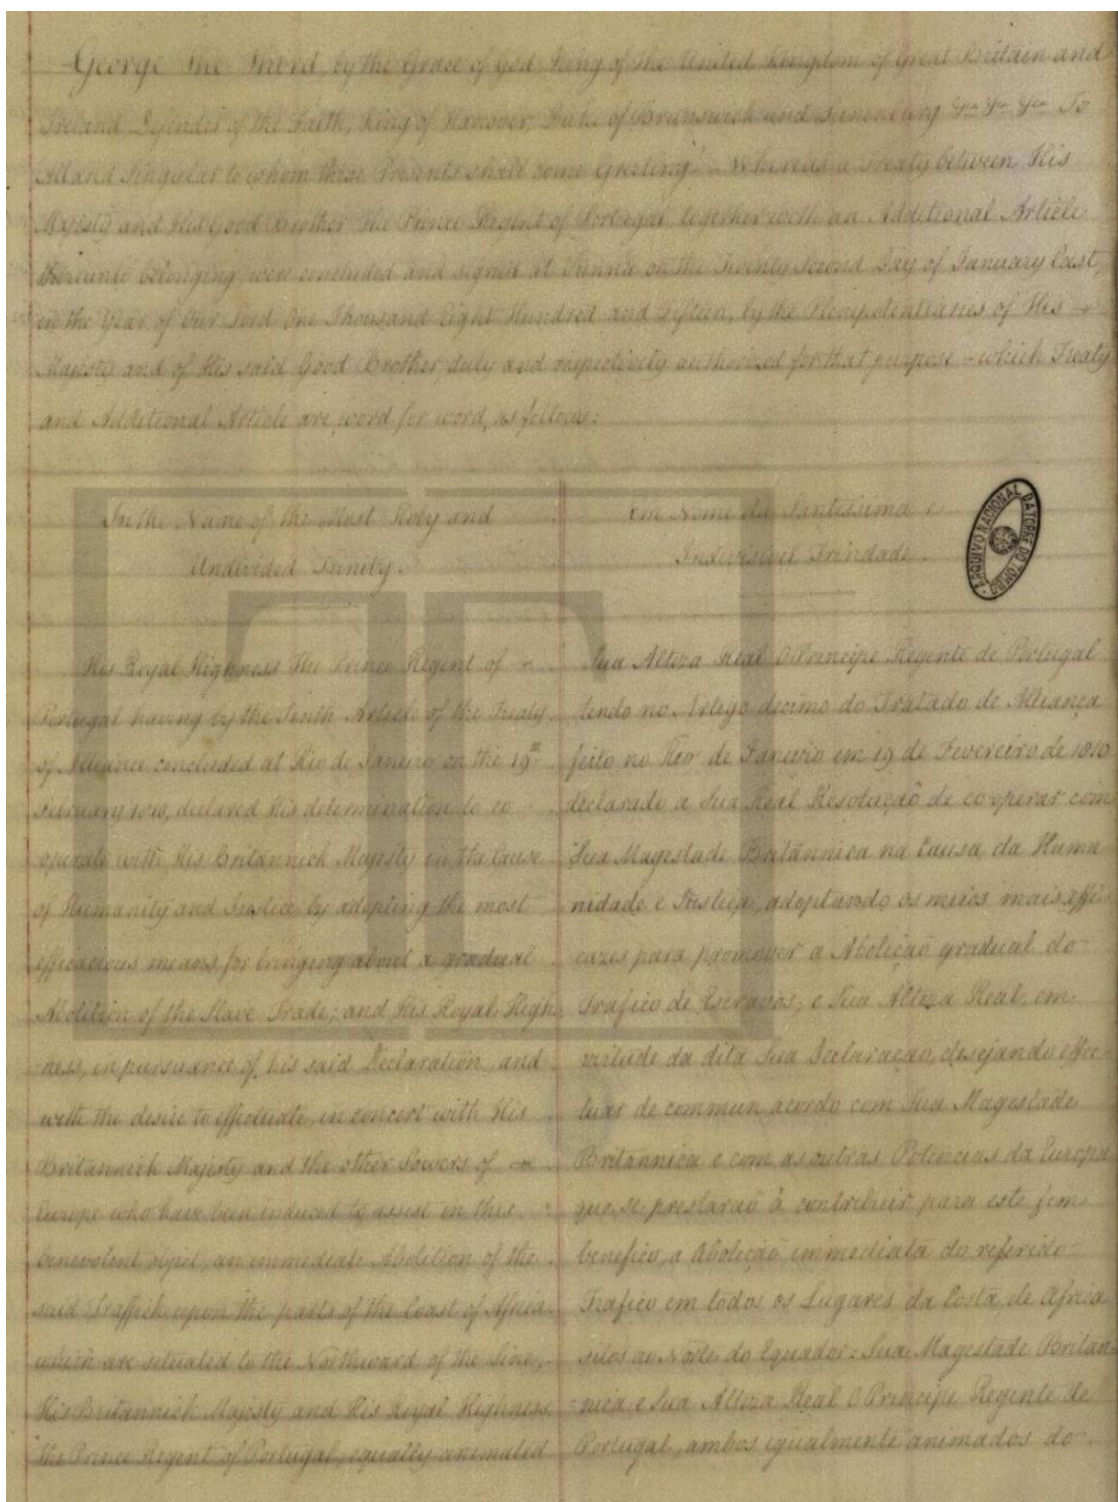 George the Third, by the Grace of God King of the United Kingdom of Great Britain and
Ireland Defender of the Faith, King of Hanover, Duke of Brunswick and Lunenburg &ca &ca &ca To
All and Singular to whom these Presents shall come Greeting! Whereas a Treaty between His
Majesty and His Good Brother The Prince Regent of Portugal together with an Additional Article
thereunto belonging, were concluded and signed at Vienna on the Twenty second Day of January last,
in the Year of Our Lord One Thousand Eight Hundred and Fifteen, by the Plenipotentiaries of His
Majesty and of His said Good Brother, duly and respectively authorized for that purpose - which Treaty
and Additional Article are, word for word, as follows:
In the Name of the Most Holy and
Undivided Trinity.
His Royal Highness The Prince Regent of
Portugal having by the Tenth Article of the Treaty
of Alliance concluded at Rio de Janeiro on the 19th
February 1810, declared His determination to co
operate with His Britannick Majesty in the Cause
of Humanity and Justice by adopting the most
efficacious means for bringing about a gradual
Abolition of the Slave Trade; and His Royal High
ness, in pursuance of his said Declaration, and
with the desire to effectuate, in concert with His
Britannick Majesty and the other Powers of
Europe who have been induced to assist in this
benevolent object, an immediate Abolition of the
said Traffick upon the parts of the Coast of Africa
which are situated to the Northward of the Line,
His Britannick Majesty and His Royal Highness
the Prince Regent of Portugal, equally animated
Em Nome da Santissima e
Indivisivel Trindade.
ARQUIVO NACIONAL DA TORRE DO TOMBO
Sua Alteza Real O Principe Regente de Portugal
tendo no Artigo decimo do Tratado de Alliança
feito no Rio de Janeiro em 19 de Fevereiro de 1810
declarado a Sua Real Resolução de cooperar com
Sua Magestade Britannica na Causa da Huma
nidade e Justiça, adoptando os meios mais effi
cazes para promover a Abolição gradual do
Trafico de Escravos; e Sua Alteza Real, em
virtude da dita Sua Declaração, desejando effec
tuar de commun acordo com Sua Magestade
Britannica e com as outras Potencias da Europa
que se prestarão à contribuir para este fim
benefico, a Abolição immediata do referido
Trafico em todos os Lugares da Costa de Africa
sitos ao Norte do Equador: Sua Magestade Britan
nica e Sua Alteza Real O Principe Regente de
Portugal, ambos igualmente animados do